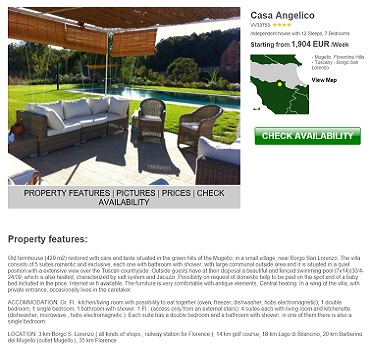 Casa Angelico
VV33753
Independent house with 12 Sleeps, 7 Bedrooms
Starting from 1,904 EUR /Week
- Mugello, Florentine Hills
- Tuscany - Borgo San
Lorenzo
View Map
CHECK AVAILABILITY
PROPERTY FEATURES | PICTURES | PRICES | CHECK
AVAILABILITY
Property features:
Old farmhouse (420 m2) restored with care and taste situated in the green hills of the Mugello, in a small village, near Borgo San Lorenzo. The villa
consists of 5 suites romantic and exclusive, each one with bathroom with shower, with large communal outside area and it is situated in a quiet
position with a extensive view over the Tuscan countryside. Outside guests have at their disposal a beautiful and fenced swimming pool (7x14)(30/4-
24/09, which is also heated, characterized by salt system and Jacuzzi. Possibility on request of domestic help to be paid on the spot and of a baby
bed included in the price. Internet wifi available. The furniture is very comfortable with antique elements. Central heating. In a wing of the villa, with
private entrance, occasionally lives in the caretaker.
ACCOMMODATION: Gr. Fl.: kitchen/living room with possibility to eat together (oven, freezer, dishwasher, hobs electromagnetic), 1 double
bedroom, 1 single bedroom, 1 bathroom with shower. 1 Fl.: (access only from an external stairs): 4 suites each with living room and kitchenette
(dishwasher, microwave, hobs electromagnetic). Each suite has a double bedroom and a bathroom with shower, in one of them there is also a
single bedroom.
LOCATION: 3 km Borgo S. Lorenzo ( all kinds of shops, railway station for Florence ), 14 km golf course, 18 km Lago di Bilancino, 20 km Barberino
del Mugello (outlet Mugello ), 35 km Florence.